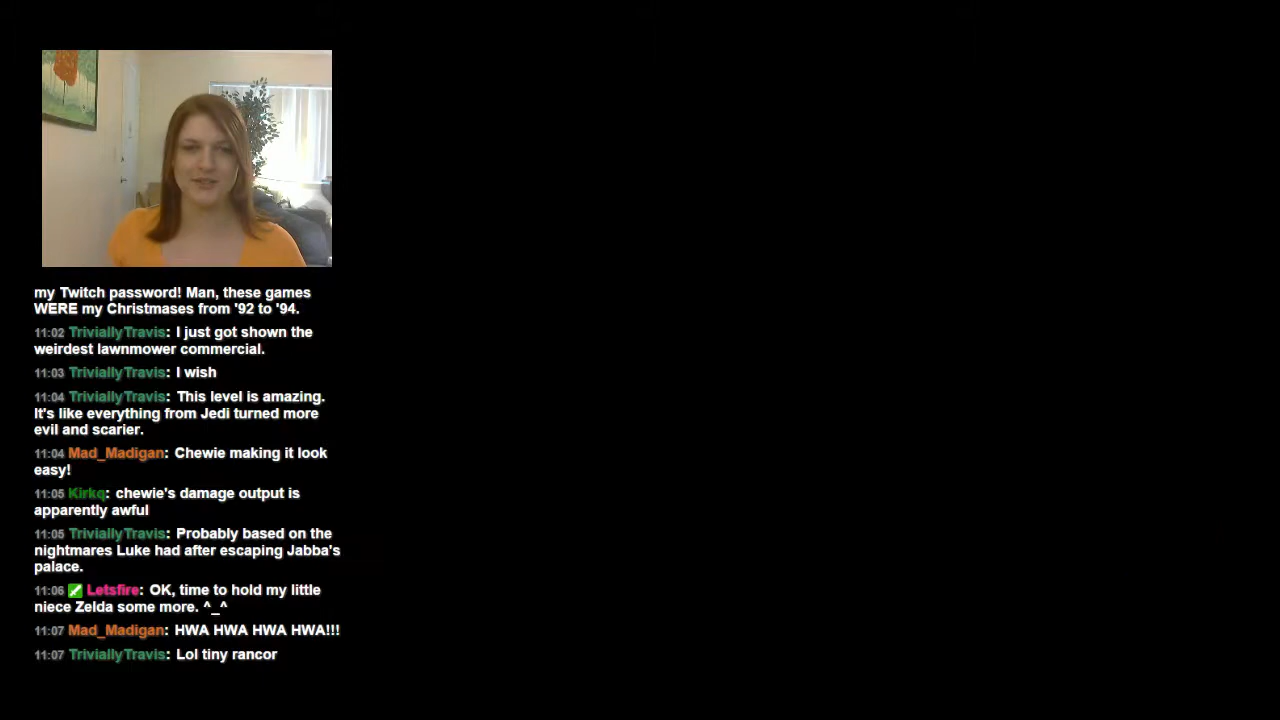 my Twitch password! Man, these games
WERE my Christmases from '92 to '94.
11:02 TriviallyTravis: I just got shown the
weirdest lawnmower commercial.
11:03 TriviallyTravis: I wish
11:04 TriviallyTravis: This level is amazing.
It's like everything from Jedi turned more
evil and scarier.
11:04 Mad_Madigan: Chewie making it look
easy!
11:05 Kirkq: chewie's damage output is
apparently awful
11:05 TriviallyTravis: Probably based on the
nightmares Luke had after escaping Jabba's
palace.
11:06 Letsfire: OK, time to hold my little
niece Zelda some more. ^_^
11:07 Mad_Madigan: HWA HWA HWA HWA!!!
11:07 TriviallyTravis: Lol tiny rancor